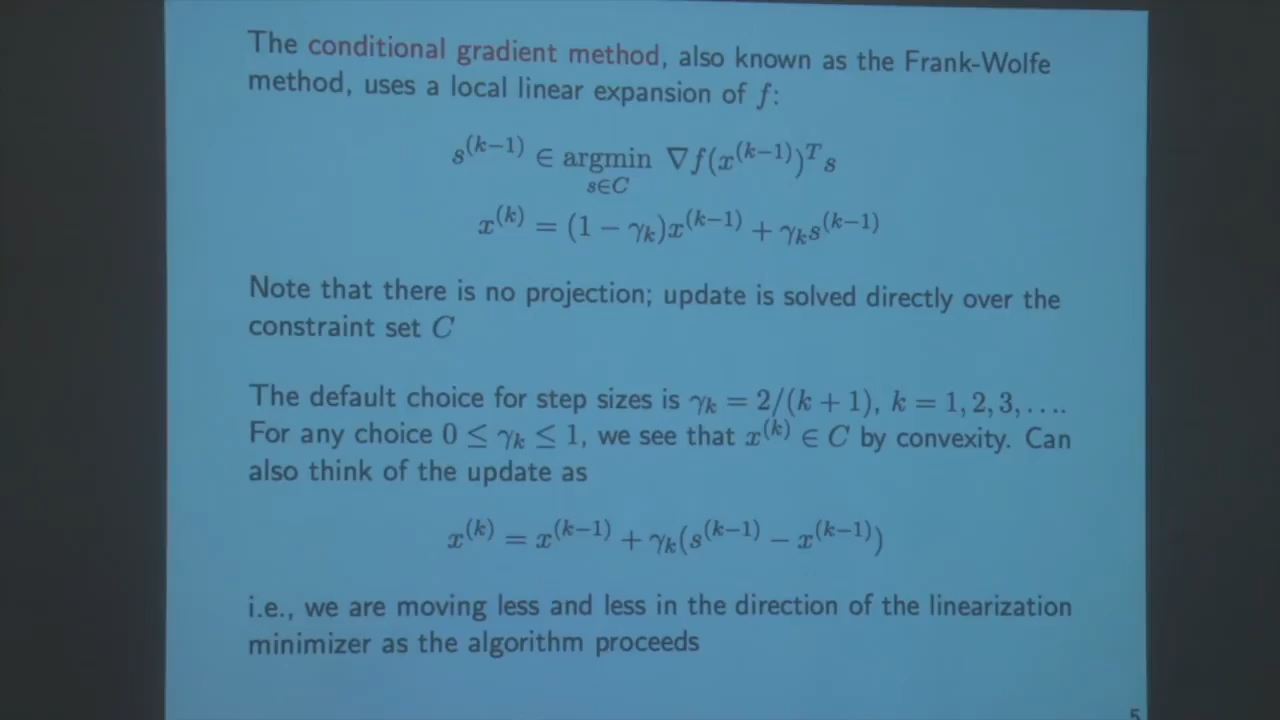 The conditional gradient method, also known as the Frank-Wolfe
method, uses a local linear expansion of f:
s^(k−1) ∈ argmin ∇f(x^(k−1))^T s
s∈C
x^(k) = (1 − γ_k)x^(k−1) + γ_k s^(k−1)
Note that there is no projection; update is solved directly over the
constraint set C
The default choice for step sizes is γ_k = 2/(k + 1), k = 1, 2, 3, ....
For any choice 0 ≤ γ_k ≤ 1, we see that x^(k) ∈ C by convexity. Can
also think of the update as
x^(k) = x^(k−1) + γ_k(s^(k−1) − x^(k−1))
i.e., we are moving less and less in the direction of the linearization
minimizer as the algorithm proceeds
5